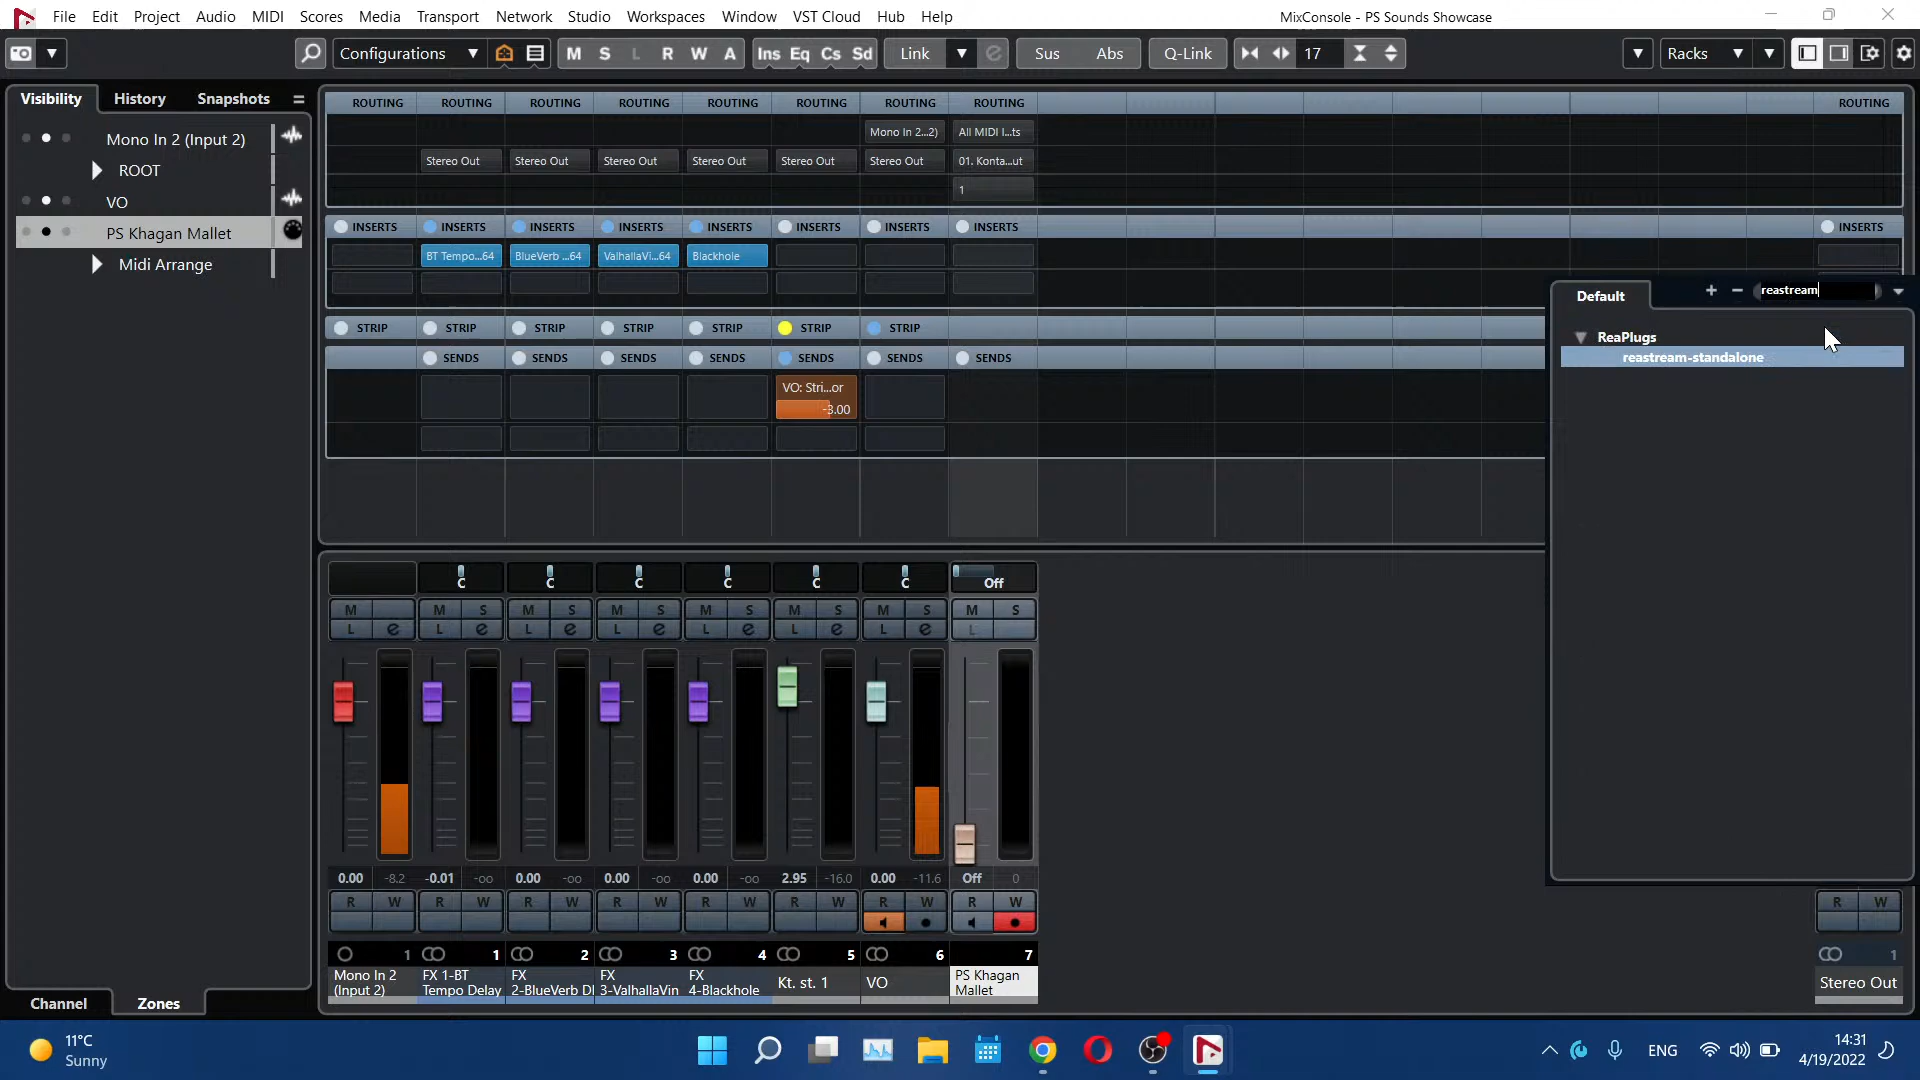 File Edit Project Audio MIDI Scores Media Transport Network Studio Workspaces Window VST Cloud Hub Help MixConsole - PS Sounds Showcase
Configurations M S L R W A Ins Eq Cs Sd Link e Sus Abs Q-Link 17 Racks
Visibility History Snapshots
Mono In 2 (Input 2)
ROOT
VO
PS Khagan Mallet
Midi Arrange
ROUTING ROUTING ROUTING ROUTING ROUTING ROUTING ROUTING ROUTING ROUTING
Mono In 2...2) All MIDI I...ts
Stereo Out Stereo Out Stereo Out Stereo Out Stereo Out Stereo Out 01. Konta...ut
1
INSERTS INSERTS INSERTS INSERTS INSERTS INSERTS INSERTS INSERTS INSERTS
BT Tempo...64 BlueVerb ...64 ValhallaVi...64 Blackhole
STRIP STRIP STRIP STRIP STRIP STRIP STRIP
SENDS SENDS SENDS SENDS SENDS SENDS SENDS
VO: Stri...or
-3.00
Default + − reastream
ReaPlugs
reastream-standalone
C C C C C C Off
M M S M S M S M S M S M S M S
L e L e L e L e L e L e L e L
0.00 -8.2 -0.01 -oo 0.00 -oo 0.00 -oo 0.00 -oo 2.95 -16.0 0.00 -11.6 Off 0
R W R W R W R W R W R W R W R W R W
1 1 2 3 4 5 6 7 1
Mono In 2 FX 1-BT FX FX FX Kt. st. 1 VO PS Khagan Stereo Out
(Input 2) Tempo Delay 2-BlueVerb D 3-ValhallaVin 4-Blackhole Mallet
Channel Zones
11°C
Sunny
ENG
14:31
4/19/2022